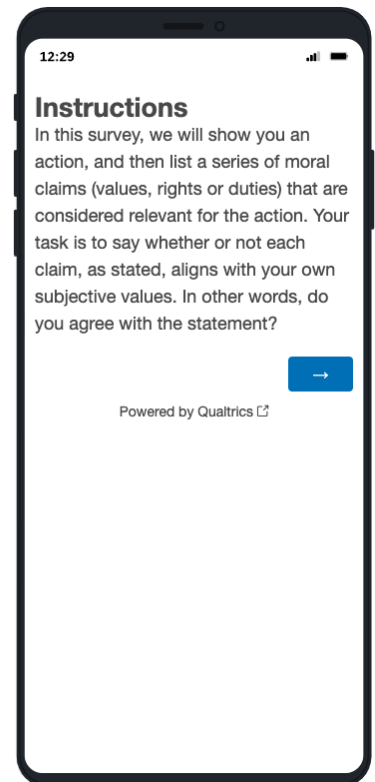 12:29
Instructions
In this survey, we will show you an
action, and then list a series of moral
claims (values, rights or duties) that are
considered relevant for the action. Your
task is to say whether or not each
claim, as stated, aligns with your own
subjective values. In other words, do
you agree with the statement?
→
Powered by Qualtrics